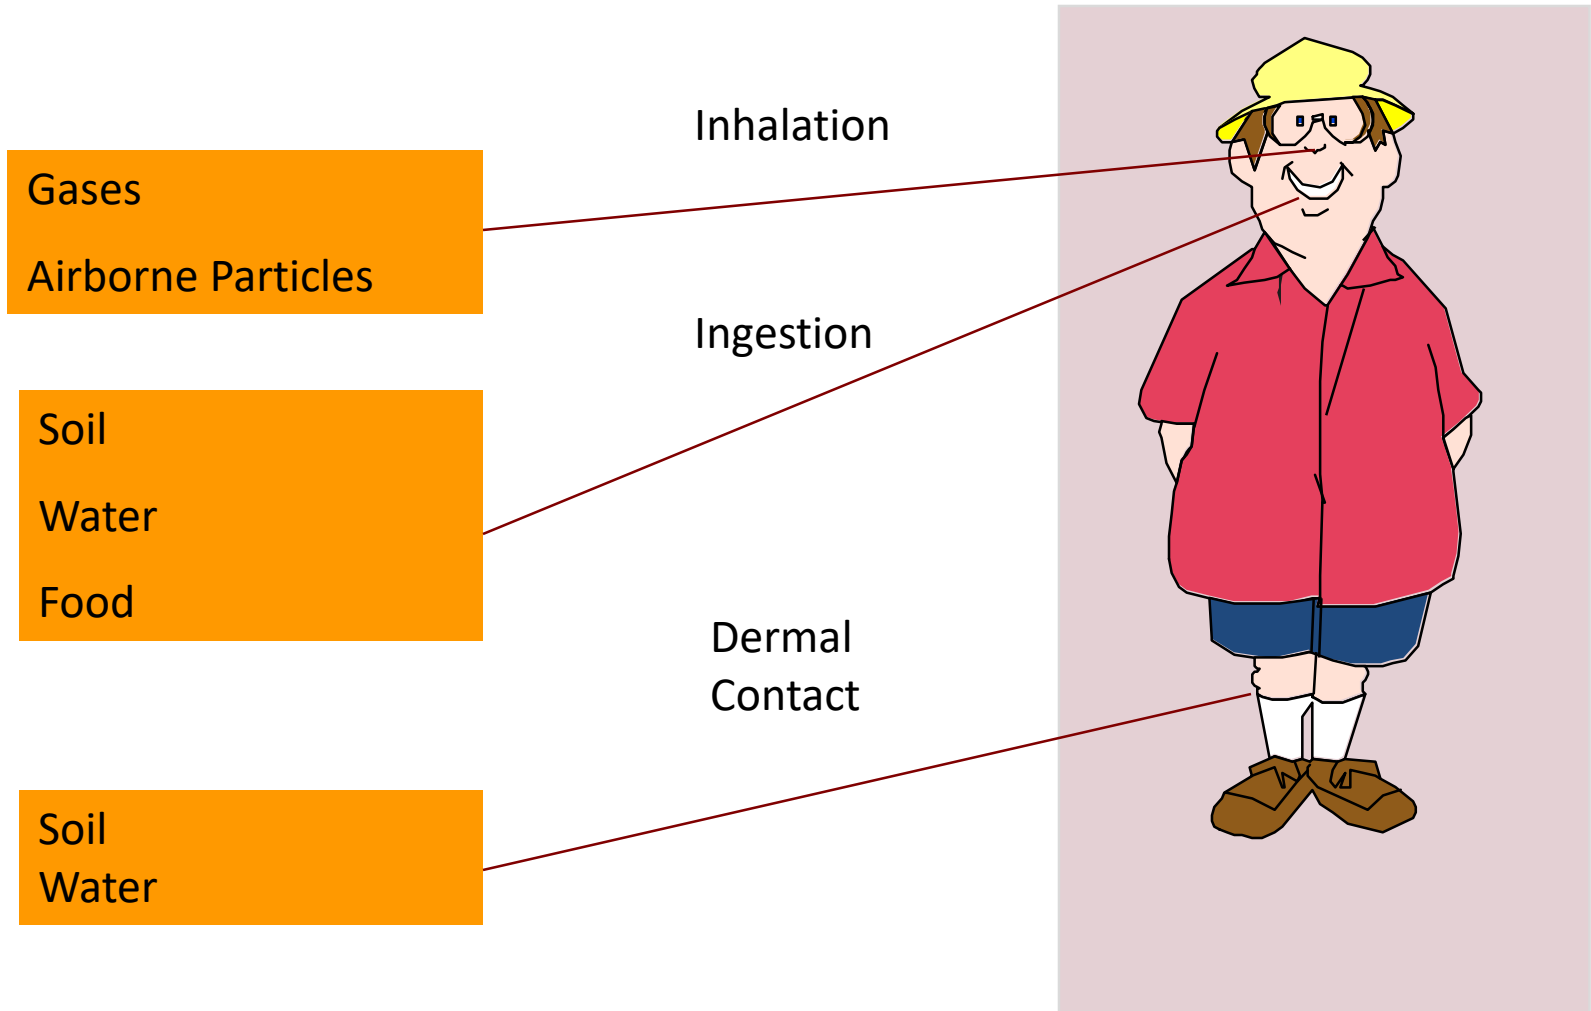 Inhalation
Gases
Airborne Particles
Ingestion
Soil
Water
Food
Dermal
Contact
Soil
Water